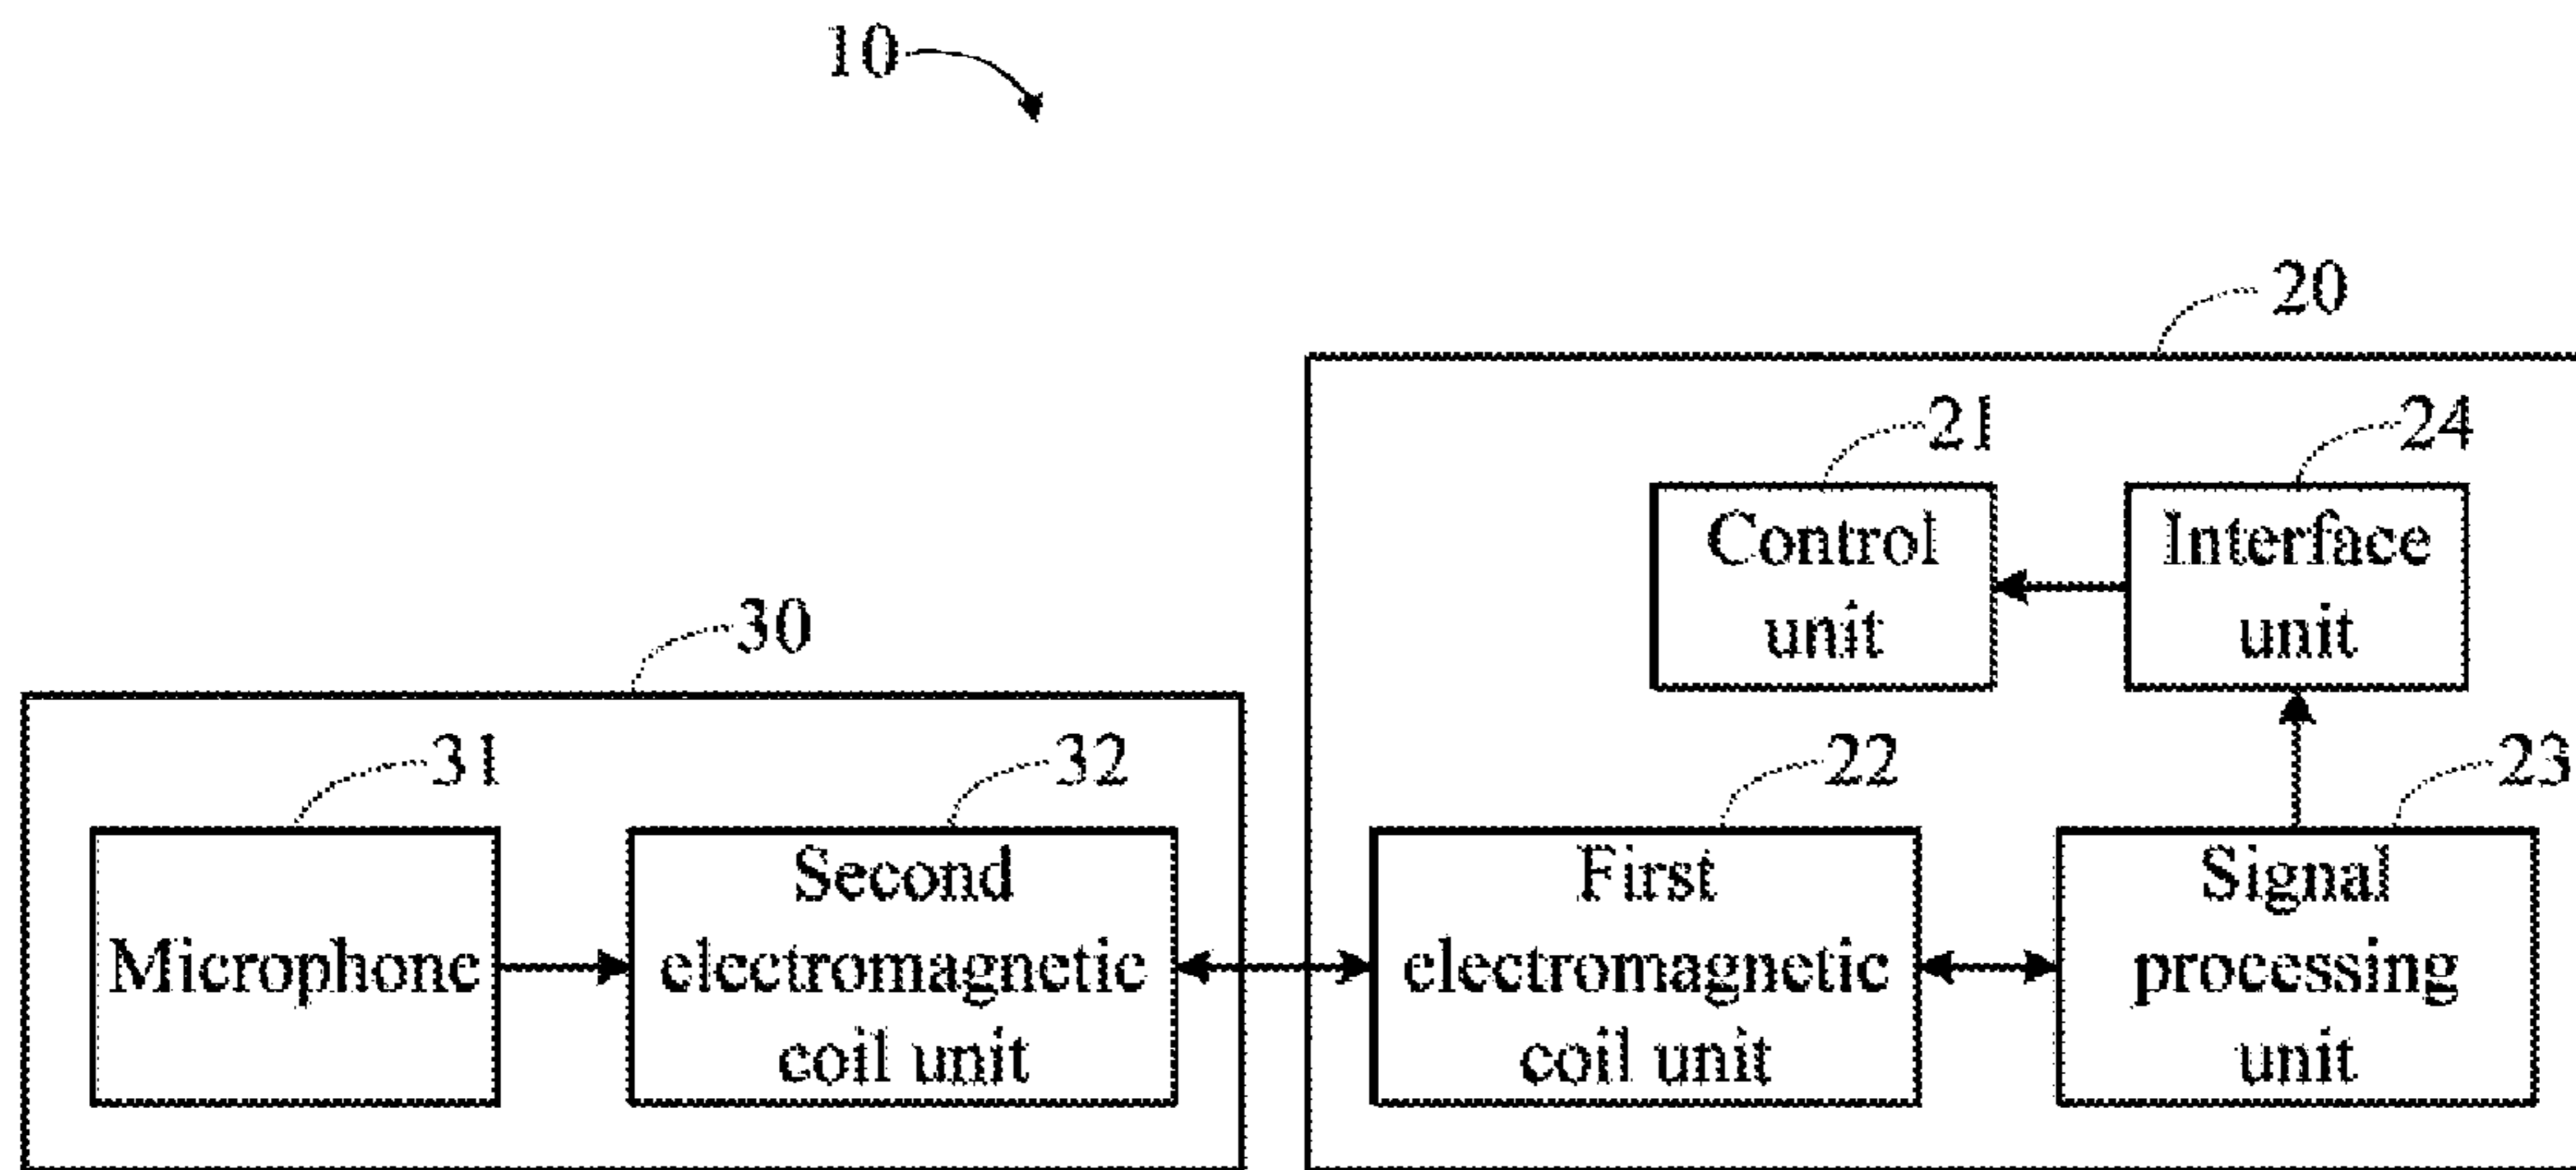 10
20
21
24
Control
unit
Interface
unit
30
31
32
22
23
Microphone
Second
electromagnetic
coil unit
First
electromagnetic
coil unit
Signal
processing
unit